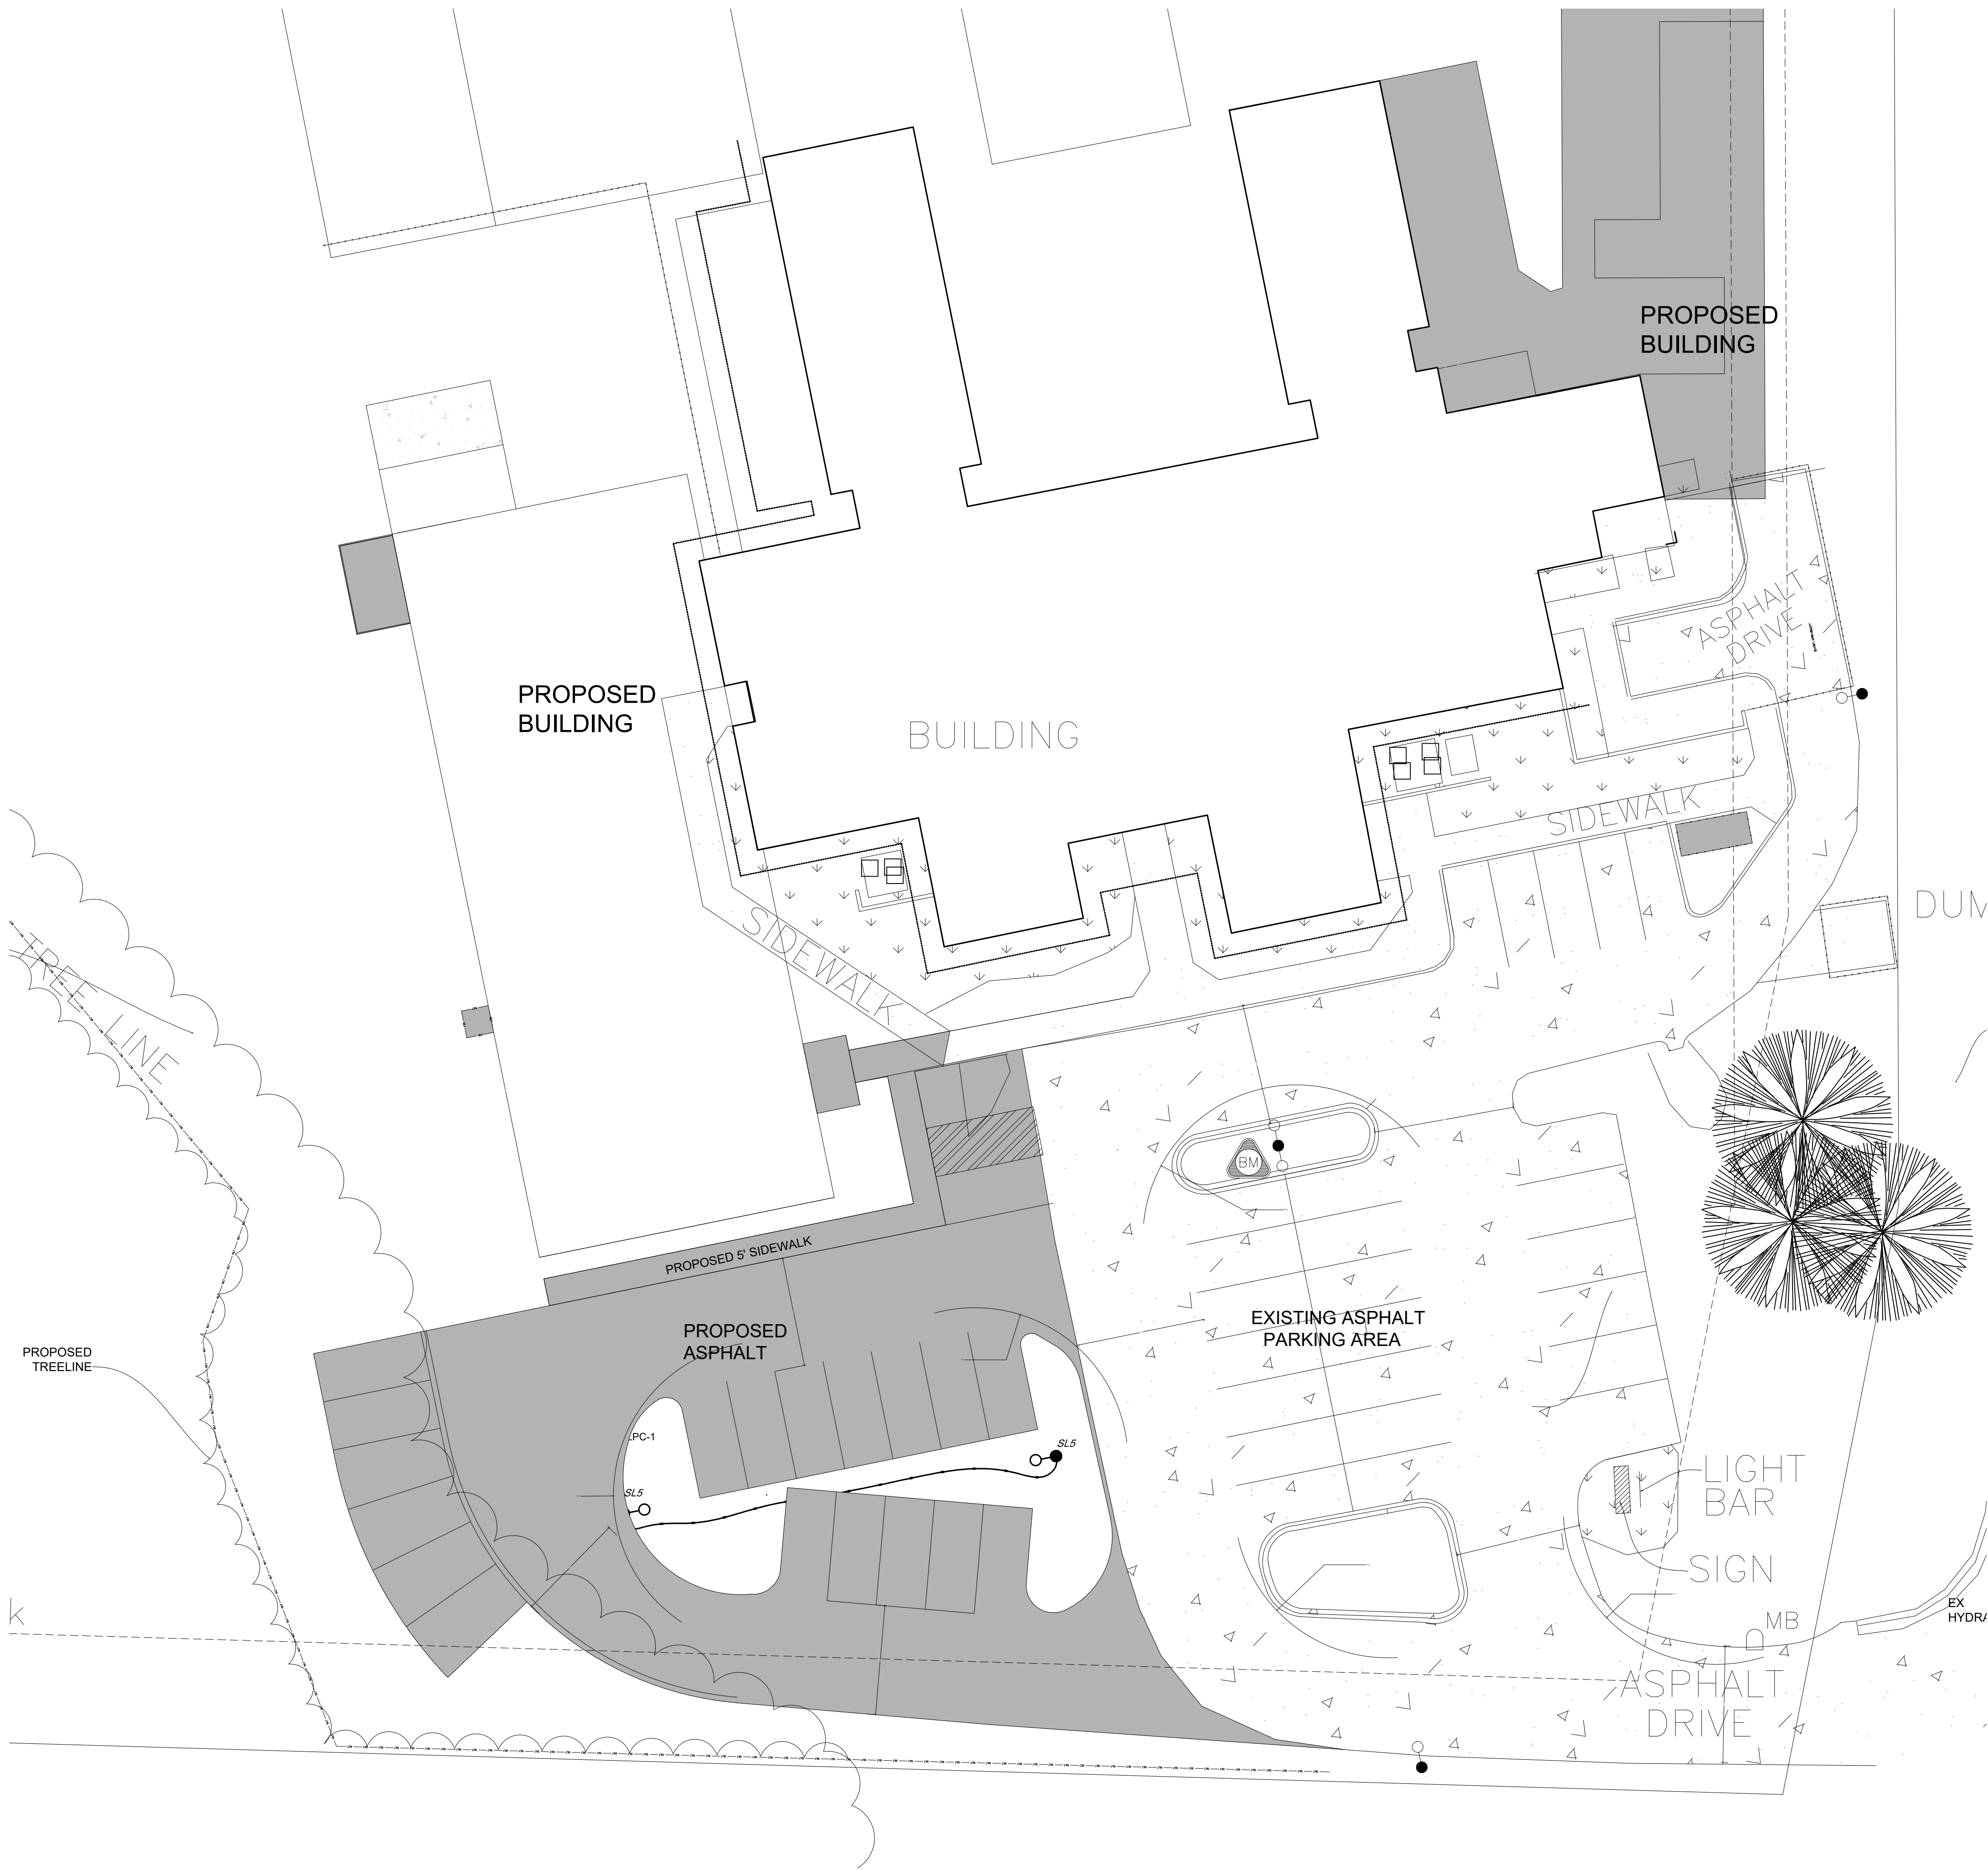 PROPOSED
BUILDING
ASPHALT
DRIVE
PROPOSED
BUILDING
BUILDING
SIDEWALK
SIDEWALK
DUM
TREE LINE
BM
PROPOSED 5' SIDEWALK
EXISTING ASPHALT
PARKING AREA
PROPOSED
ASPHALT
PROPOSED
TREELINE
LPC-1
SL5
SL5
LIGHT
BAR
SIGN
EX
HYDRA
MB
k
ASPHALT
DRIVE